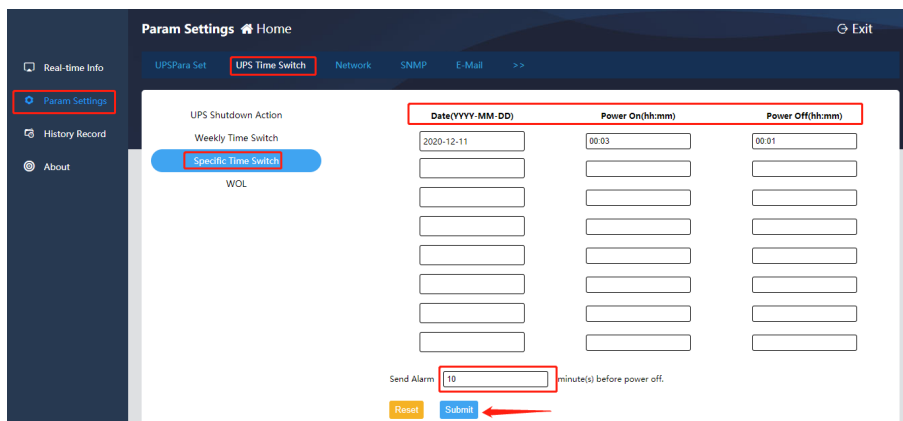 Param Settings Home Exit
Real-time Info
Param Settings
History Record
About
UPSPara Set UPS Time Switch Network SNMP E-Mail >>
UPS Shutdown Action
Weekly Time Switch
Specific Time Switch
WOL
Date(YYYY-MM-DD) Power On(hh:mm) Power Off(hh:mm)
2020-12-11 00:03 00:01
Send Alarm 10 minute(s) before power off.
Reset Submit